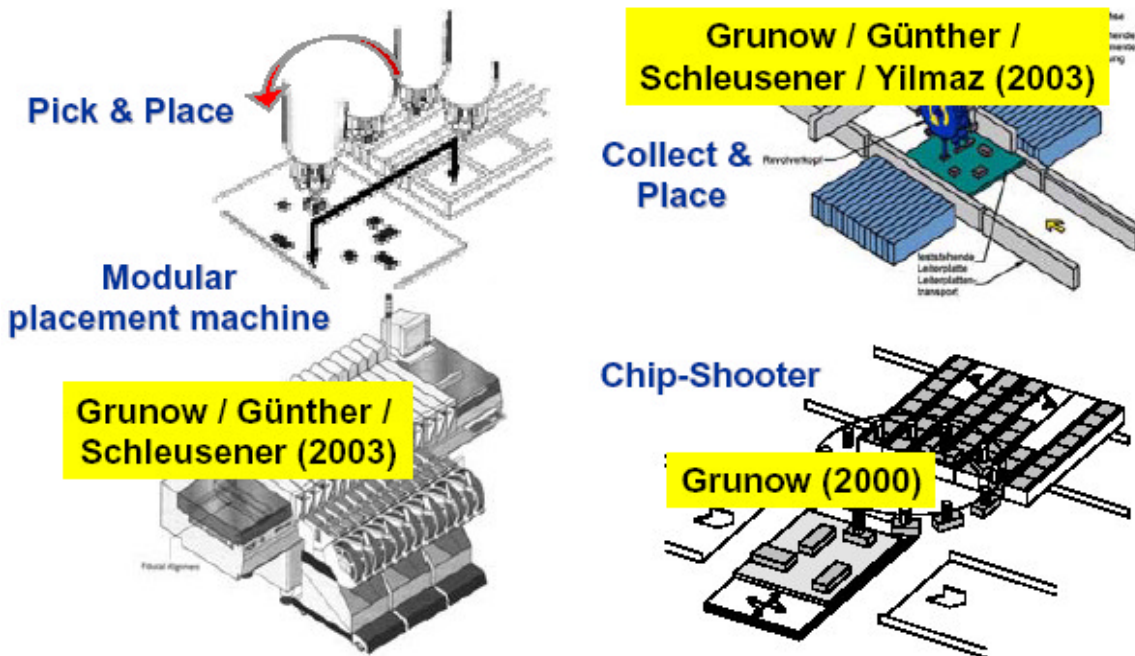 Pick & Place
Grunow / Günther /
Schleusener / Yilmaz (2003)
Collect &
Place
Revolverkopf
feststehende
Leiterplatte
Leiterplatten-
transport
Modular
placement machine
Grunow / Günther /
Schleusener (2003)
Fiducial Alignment
Chip-Shooter
Grunow (2000)